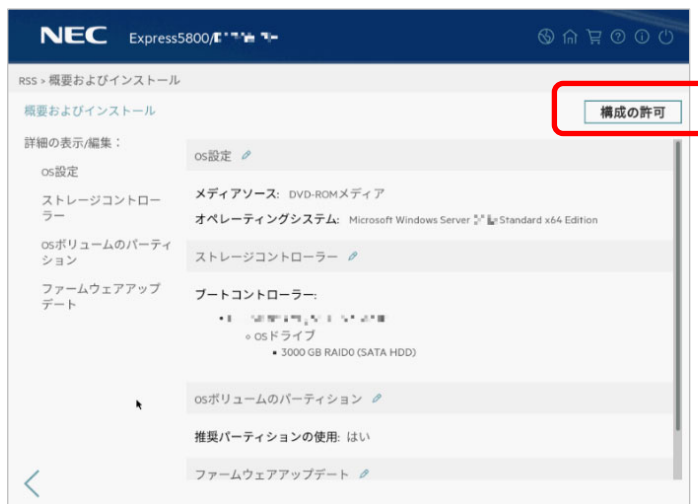 NEC Express5800/
RSS > 概要およびインストール
概要およびインストール
構成の許可
詳細の表示/編集：
OS設定
ストレージコントロー
ラー
OSボリュームのパーティ
ション
ファームウェアアップ
デート
OS設定
メディアソース: DVD-ROMメディア
オペレーティングシステム: Microsoft Windows Server Standard x64 Edition
ストレージコントローラー
ブートコントローラー:
OSドライブ
3000 GB RAID0 (SATA HDD)
OSボリュームのパーティション
推奨パーティションの使用: はい
ファームウェアアップデート